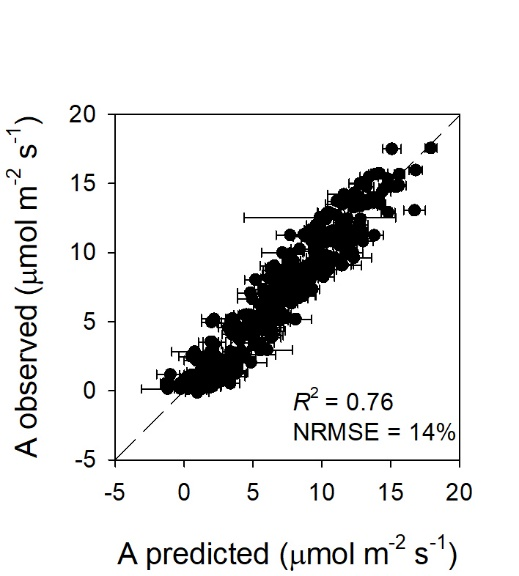 20
15
10
5
0
-5
A observed (μmol m⁻² s⁻¹)
R² = 0.76
NRMSE = 14%
-5 0 5 10 15 20
A predicted (μmol m⁻² s⁻¹)